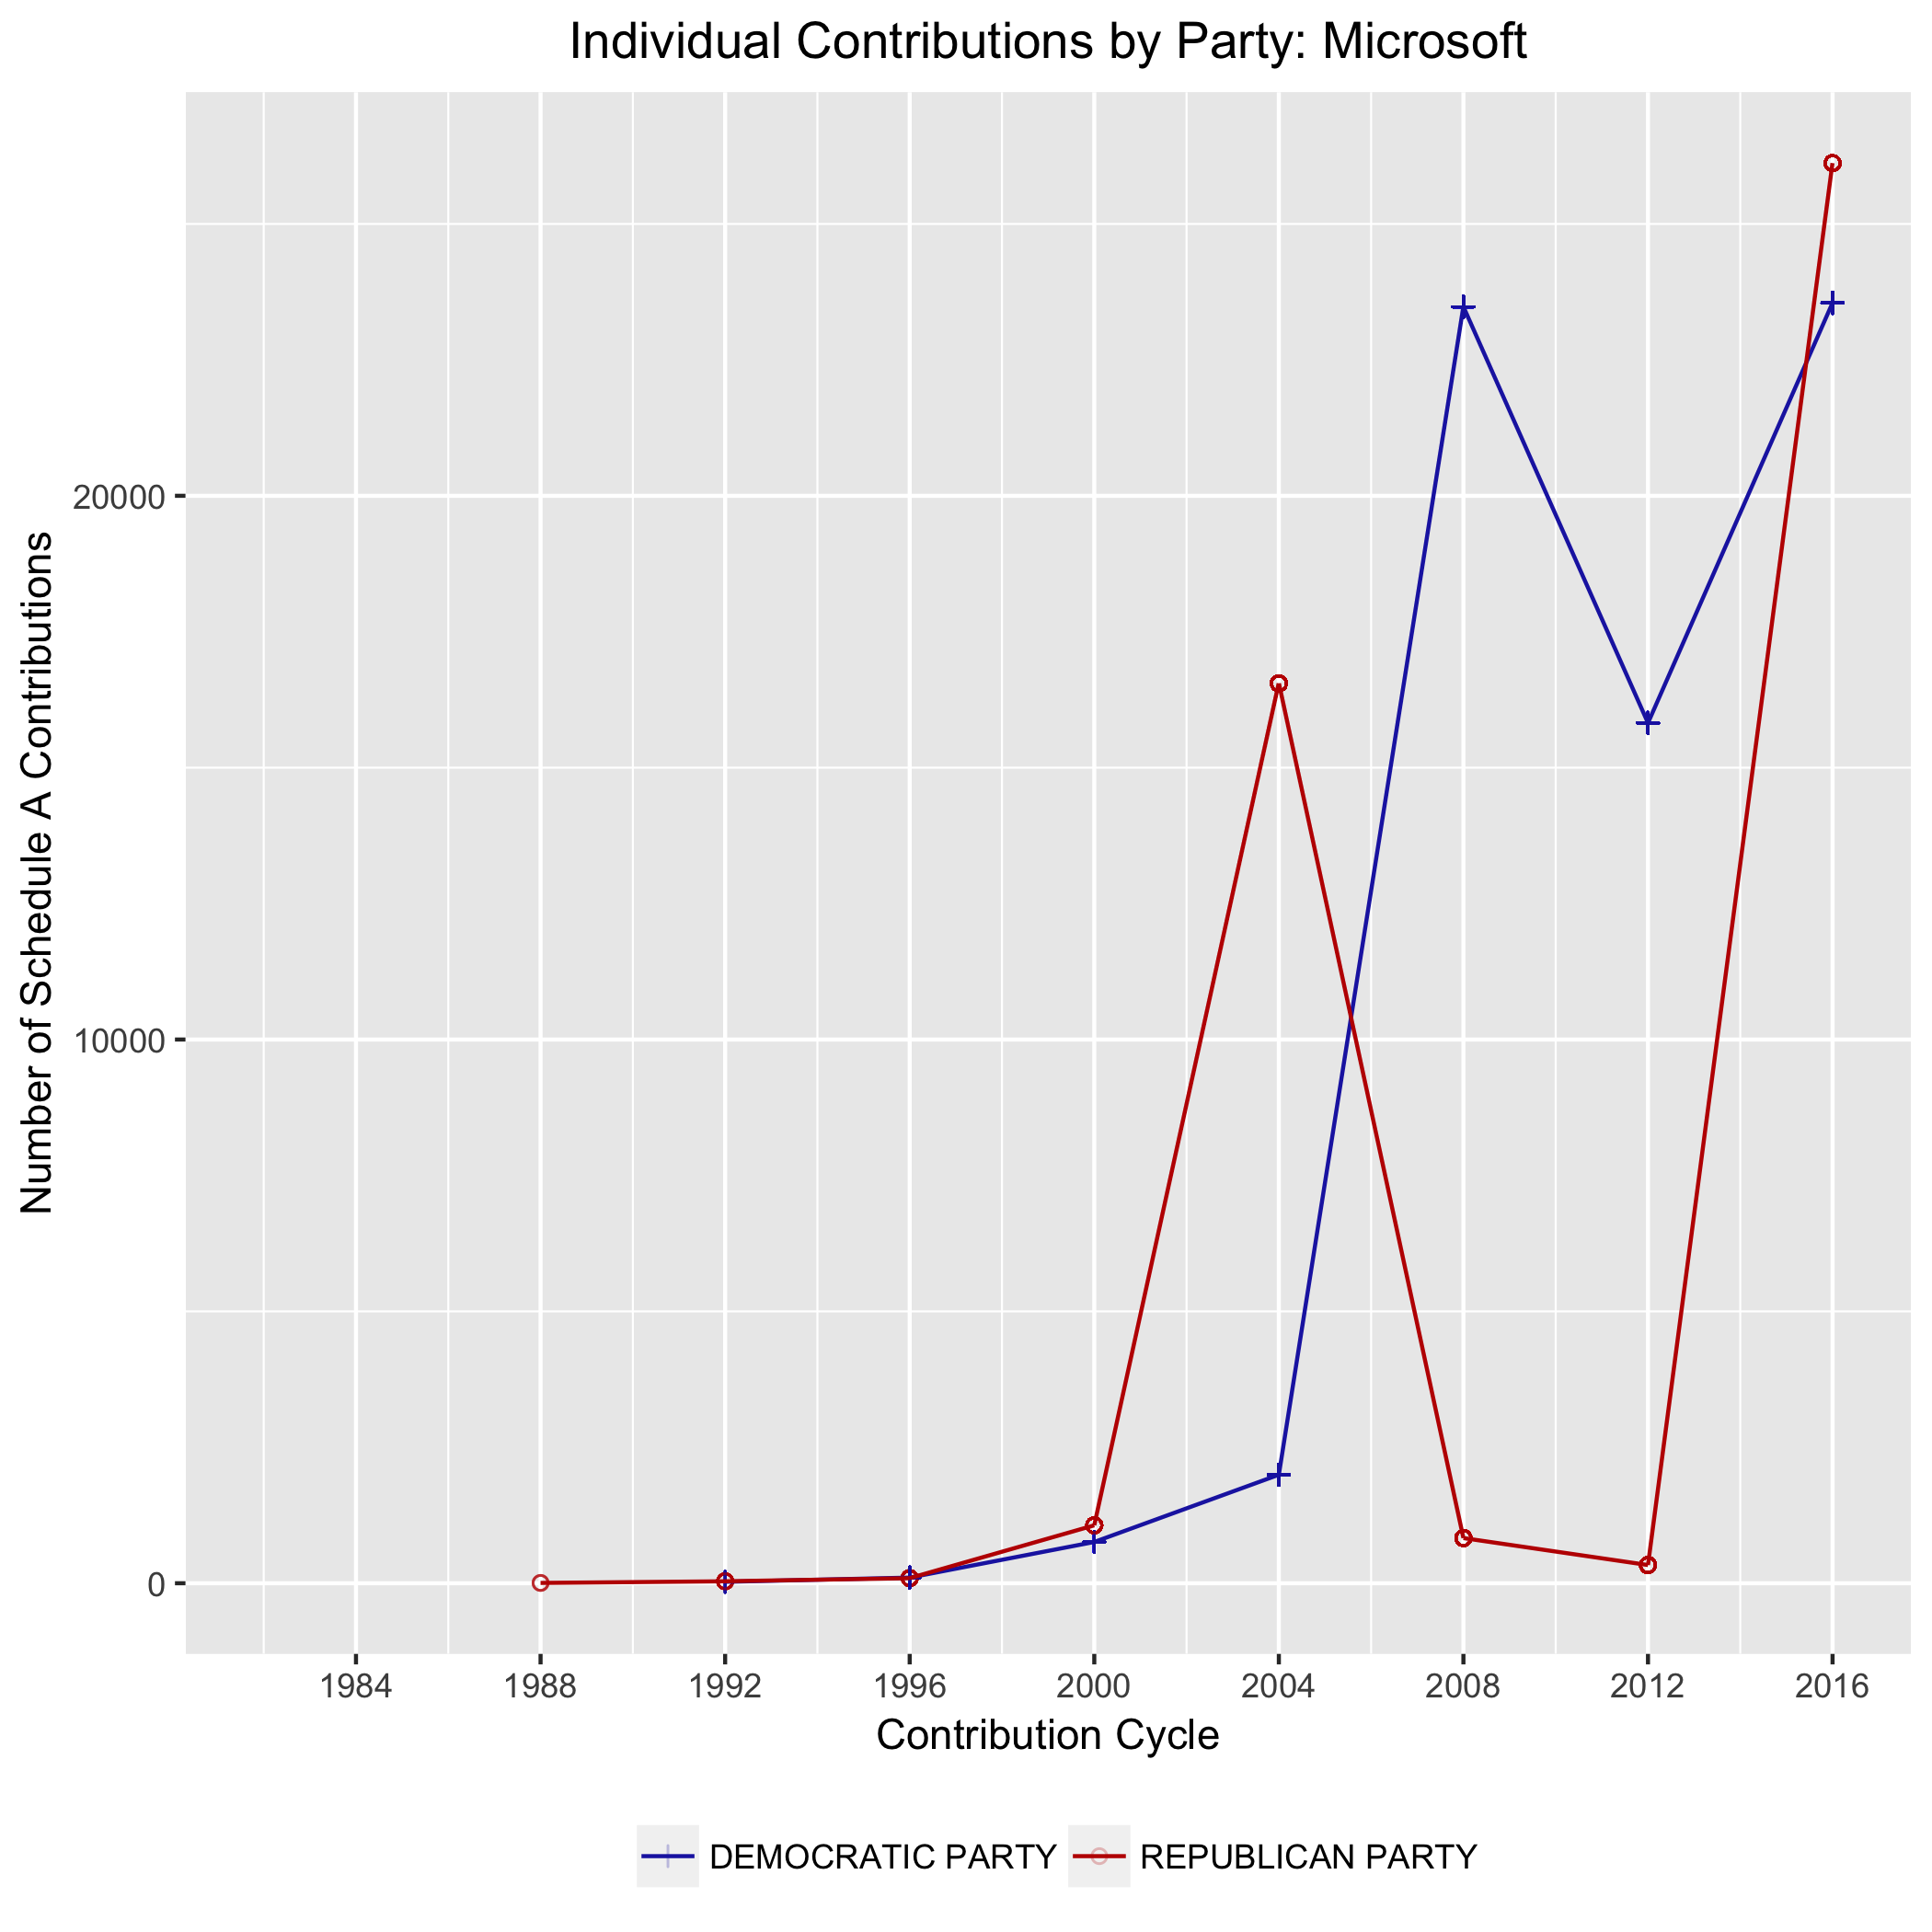 Individual Contributions by Party: Microsoft
Number of Schedule A Contributions
20000
10000
0
1984 1988 1992 1996 2000 2004 2008 2012 2016
Contribution Cycle
DEMOCRATIC PARTY REPUBLICAN PARTY